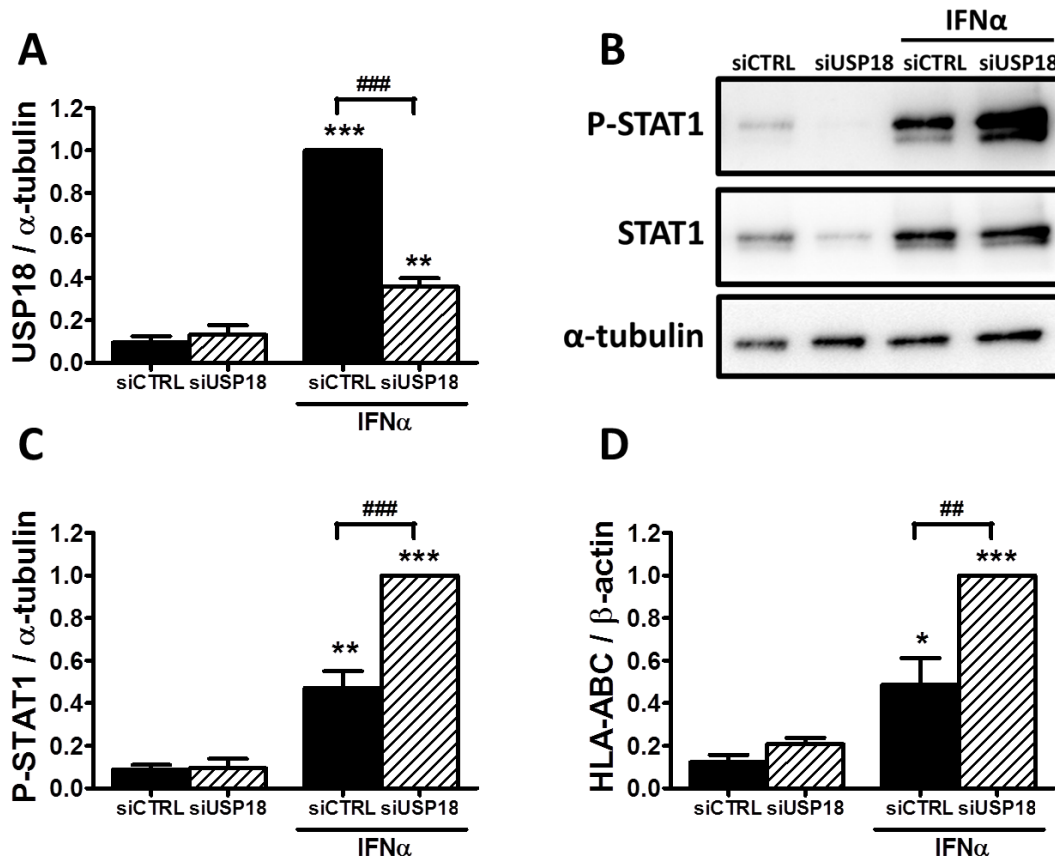 A
USP18 / α-tubulin
1.2
1.0
0.8
0.6
0.4
0.2
0.0
###
***
**
siCTRL siUSP18 siCTRL siUSP18
IFNα
B
IFNα
siCTRL siUSP18 siCTRL siUSP18
P-STAT1
STAT1
α-tubulin
C
P-STAT1 / α-tubulin
1.2
1.0
0.8
0.6
0.4
0.2
0.0
###
***
**
siCTRL siUSP18 siCTRL siUSP18
IFNα
D
HLA-ABC / β-actin
1.2
1.0
0.8
0.6
0.4
0.2
0.0
##
***
*
siCTRL siUSP18 siCTRL siUSP18
IFNα